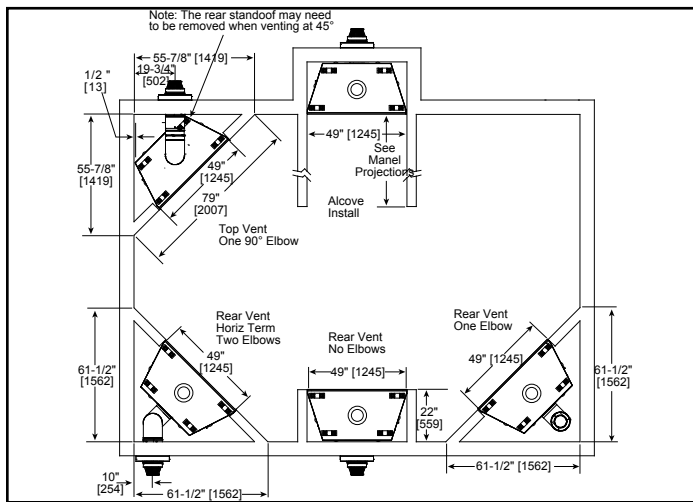 Note: The rear standoof may need
to be removed when venting at 45°
55-7/8" [1419]
19-3/4"
[502]
1/2 "
[13]
55-7/8"
[1419]
49"
[1245]
79"
[2007]
Top Vent
One 90° Elbow
49" [1245]
See
Manel
Projections
Alcove
Install
Rear Vent
Horiz Term
Two Elbows
49"
[1245]
61-1/2"
[1562]
10"
[254]
61-1/2" [1562]
Rear Vent
No Elbows
49" [1245]
22"
[559]
Rear Vent
One Elbow
49" [1245]
61-1/2"
[1562]
61-1/2" [1562]